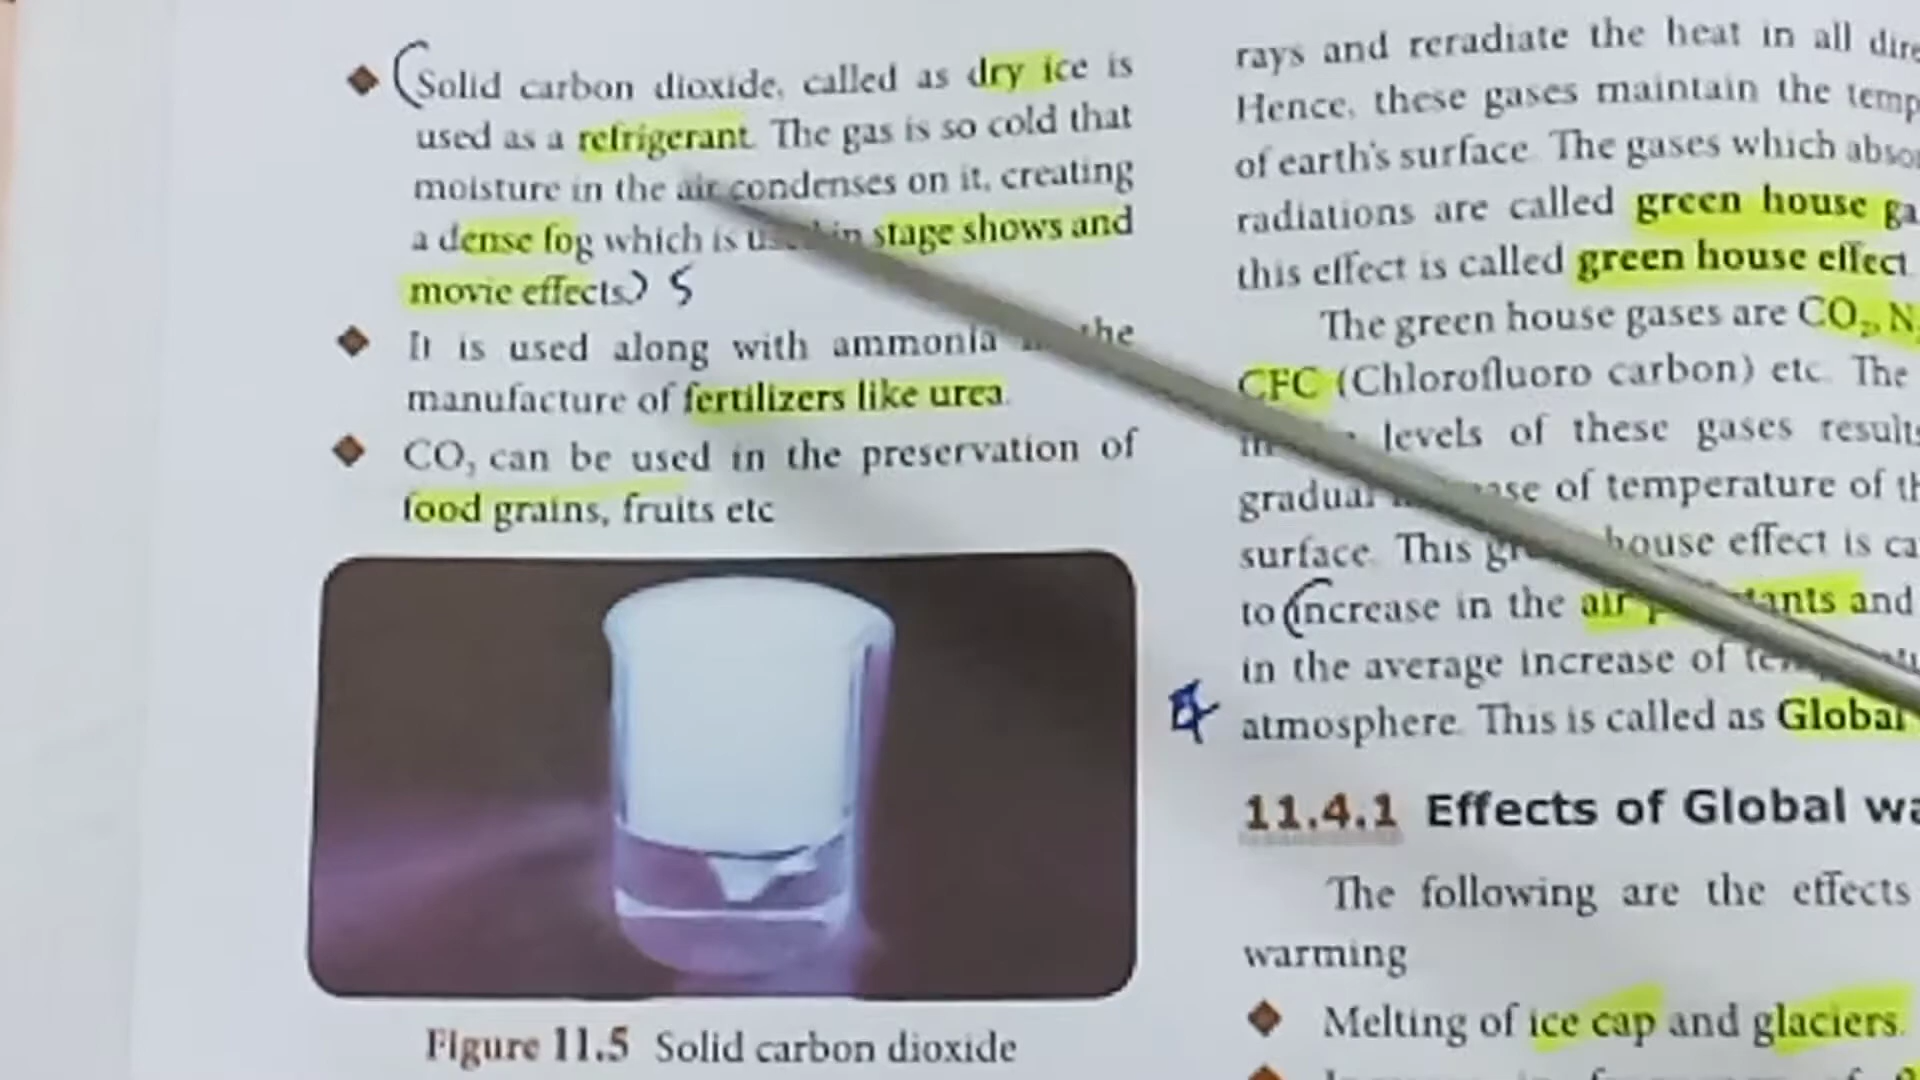 Solid carbon dioxide, called as dry ice is
used as a refrigerant. The gas is so cold that
moisture in the air condenses on it, creating
a dense fog which is in stage shows and
movie effects.) 5
It is used along with ammonia the
manufacture of fertilizers like urea.
CO₂ can be used in the preservation of
food grains, fruits etc
Figure 11.5 Solid carbon dioxide
rays and reradiate the heat in all
Hence, these gases maintain the
of earth's surface. The gases which
radiations are called green house
this effect is called green house effect.
The green house gases are CO₂,
CFC (Chlorofluoro carbon) etc. The
levels of these gases
gradual of temperature of
surface. This house effect is
to (increase in the air and
in the average increase of
atmosphere. This is called as Global
11.4.1 Effects of Global
The following are the effects
warming
Melting of ice cap and glaciers.